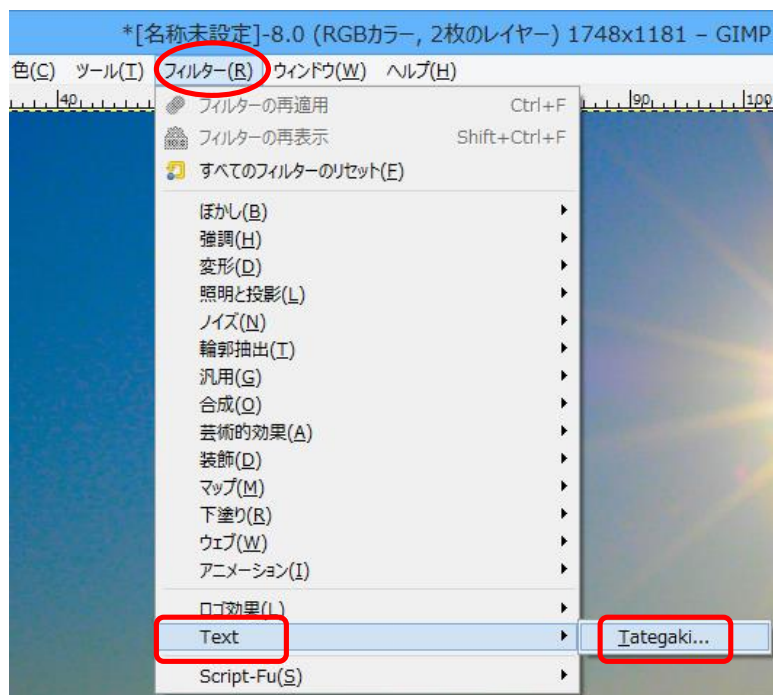 *[名称未設定]-8.0 (RGBカラー, 2枚のレイヤー) 1748x1181 – GIMP
色(C) ツール(T) フィルター(R) ウィンドウ(W) ヘルプ(H)
40 90 100
フィルターの再適用 Ctrl+F
フィルターの再表示 Shift+Ctrl+F
すべてのフィルターのリセット(F)
ぼかし(B)
強調(H)
変形(D)
照明と投影(L)
ノイズ(N)
輪郭抽出(T)
汎用(G)
合成(O)
芸術的効果(A)
装飾(D)
マップ(M)
下塗り(R)
ウェブ(W)
アニメーション(I)
ロゴ効果(L)
Text Tategaki...
Script-Fu(S)